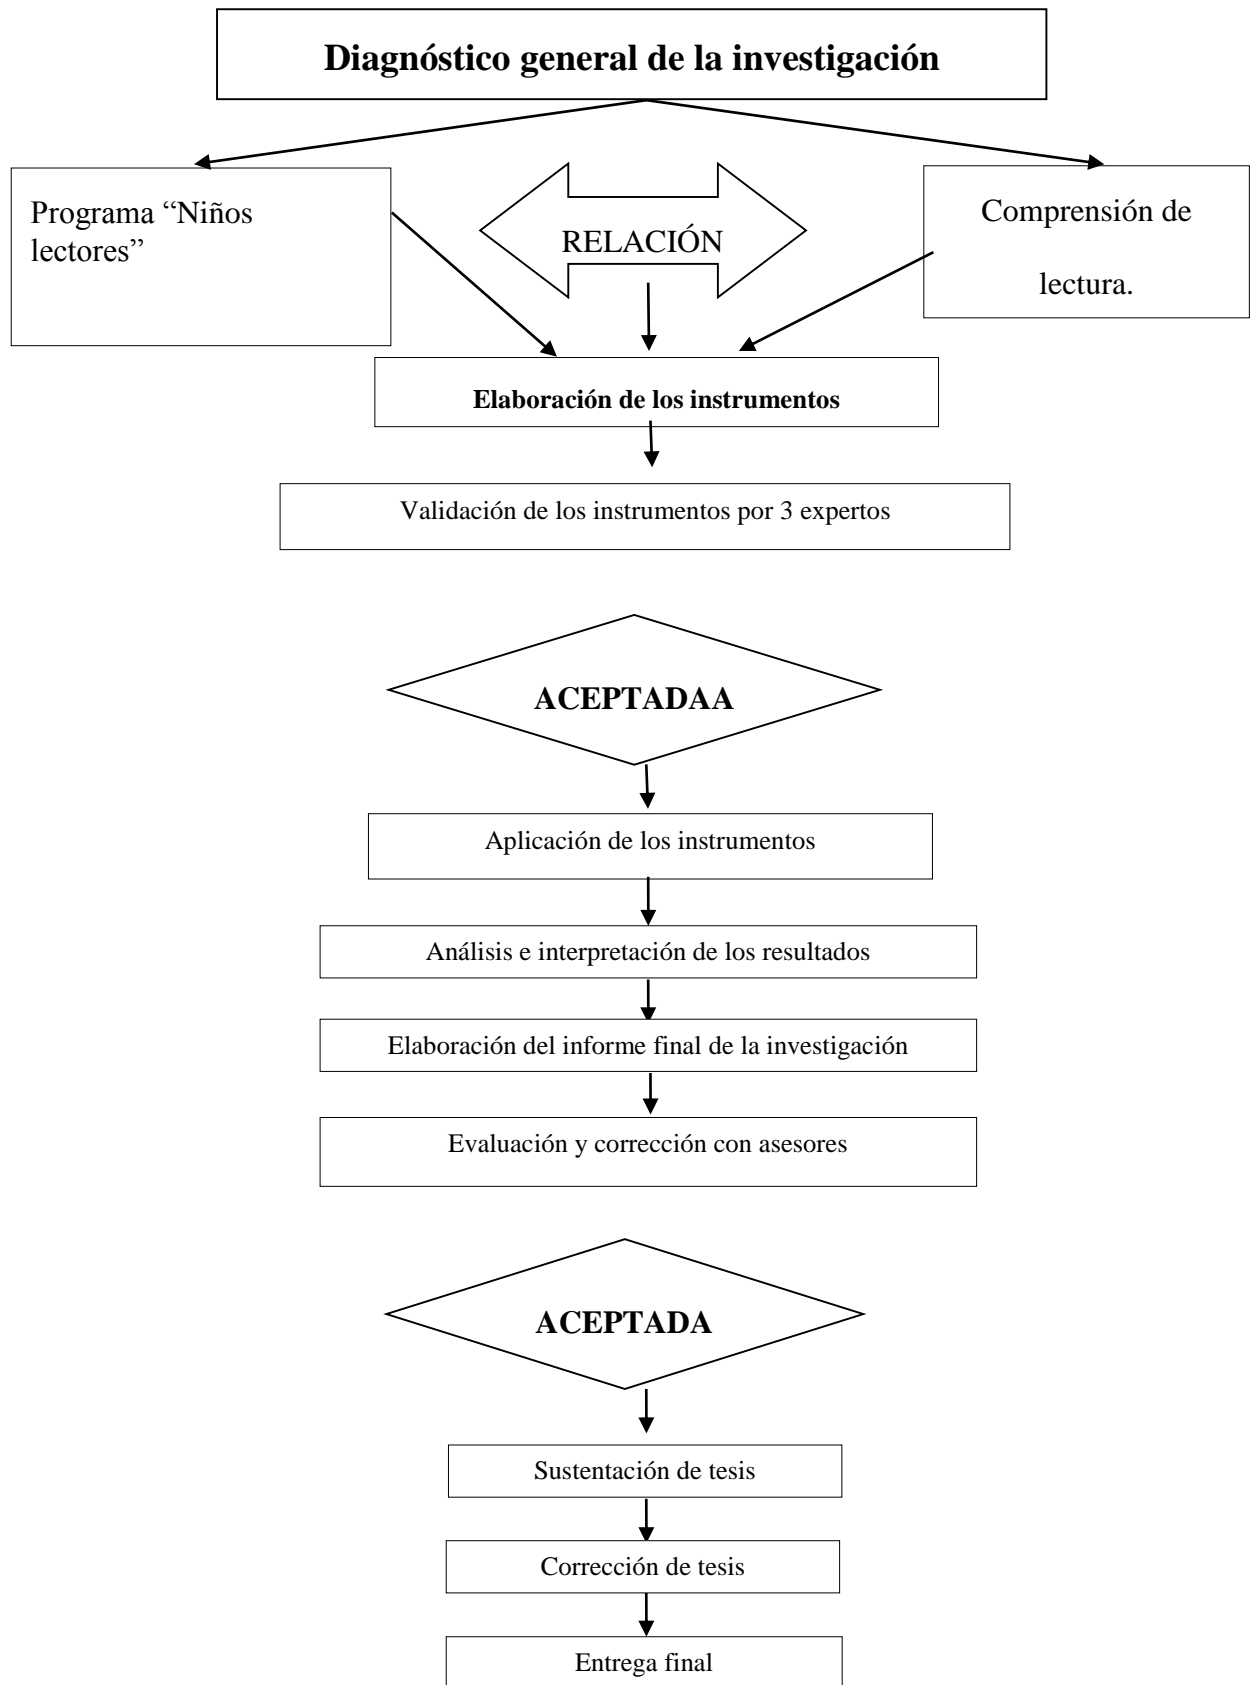 Diagnóstico general de la investigación
Programa “Niños
lectores”
RELACIÓN
Comprensión de
lectura.
Elaboración de los instrumentos
Validación de los instrumentos por 3 expertos
ACEPTADAA
Aplicación de los instrumentos
Análisis e interpretación de los resultados
Elaboración del informe final de la investigación
Evaluación y corrección con asesores
ACEPTADA
Sustentación de tesis
Corrección de tesis
Entrega final